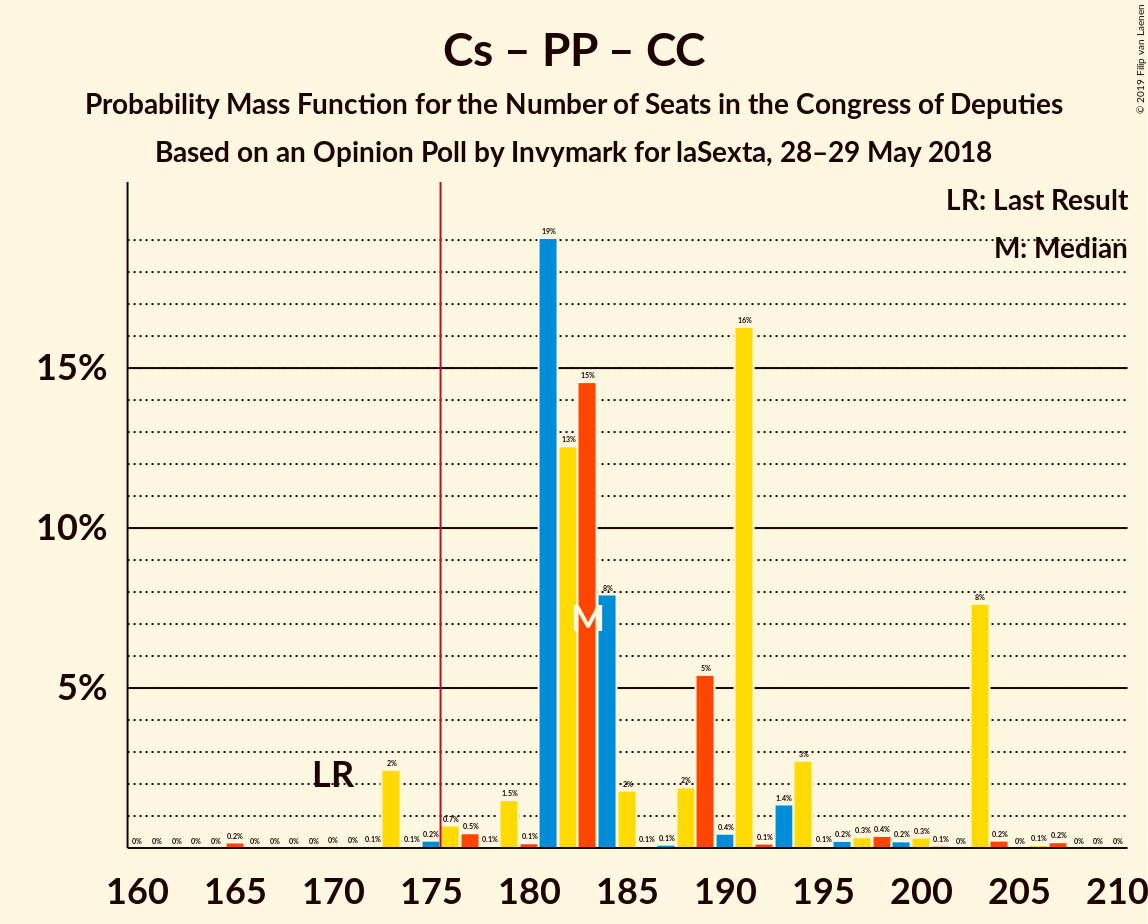 Cs – PP – CC
Probability Mass Function for the Number of Seats in the Congress of Deputies
Based on an Opinion Poll by Invymark for laSexta, 28–29 May 2018
© 2019 Filip van Laenen
LR: Last Result
M: Median
15%
10%
5%
LR
M
0% 0% 0% 0% 0% 0.2% 0% 0% 0% 0% 0% 0% 0.1% 2% 0.1% 0.2% 0.7% 0.5% 0.1% 1.5% 0.1% 19% 13% 15% 8% 2% 0.1% 0.1% 2% 5% 0.4% 16% 0.1% 1.4% 3% 0.1% 0.2% 0.3% 0.4% 0.2% 0.3% 0.1% 0% 8% 0.2% 0% 0.1% 0.2% 0% 0% 0%
160 165 170 175 180 185 190 195 200 205 210